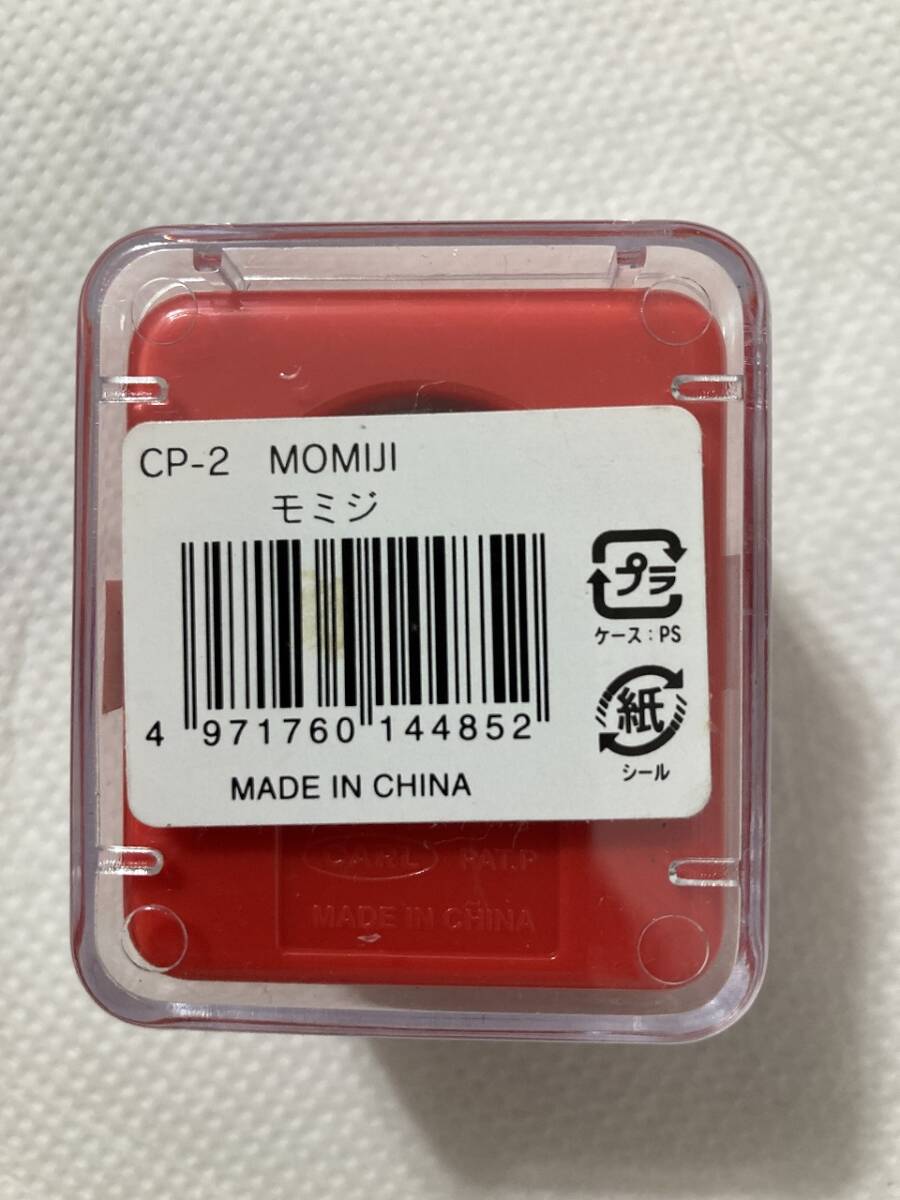 CP-2 MOMIJI
モミジ
プラ
ケース:PS
紙
シール
4 971760 144852
MADE IN CHINA
CARL PAT.P
MADE IN CHINA